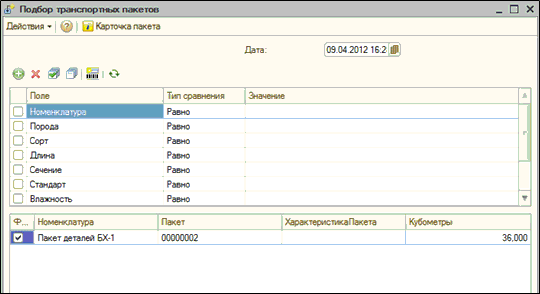 Подбор транспортных пакетов
Действия Карточка пакета
Дата: 09.04.2012 16:2
Поле Тип сравнения Значение
Номенклатура Равно
Порода Равно
Сорт Равно
Длина Равно
Сечение Равно
Стандарт Равно
Влажность Равно
Ф... Номенклатура Пакет ХарактеристикаПакета Кубометры
Пакет деталей БХ-1 00000002 36,000